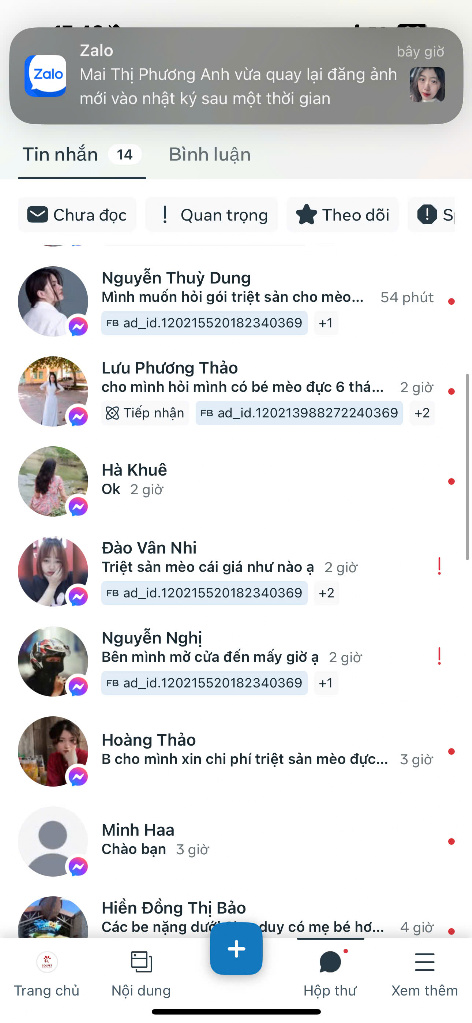 Zalo
bây giờ
Zalo
Mai Thị Phương Anh vừa quay lại đăng ảnh
mới vào nhật ký sau một thời gian
Tin nhắn 14 Bình luận
Chưa đọc ! Quan trọng Theo dõi
Nguyễn Thuỳ Dung
Mình muốn hỏi gói triệt sản cho mèo... 54 phút
FB ad_id.120215520182340369 +1
Lưu Phương Thảo
cho mình hỏi mình có bé mèo đực 6 thá... 2 giờ
Tiếp nhận FB ad_id.120213988272240369 +2
Hà Khuê
Ok 2 giờ
Đào Vân Nhi
Triệt sản mèo cái giá như nào ạ 2 giờ !
FB ad_id.120215520182340369 +2
Nguyễn Nghị
Bên mình mở cửa đến mấy giờ ạ 2 giờ !
FB ad_id.120215520182340369 +1
Hoàng Thảo
B cho mình xin chi phí triệt sản mèo đực... 3 giờ
Minh Haa
Chào bạn 3 giờ
Hiền Đồng Thị Bảo
Các be nặng dưới duy có mẹ bé hơ... 4 giờ
Trang chủ Nội dung Hộp thư Xem thêm